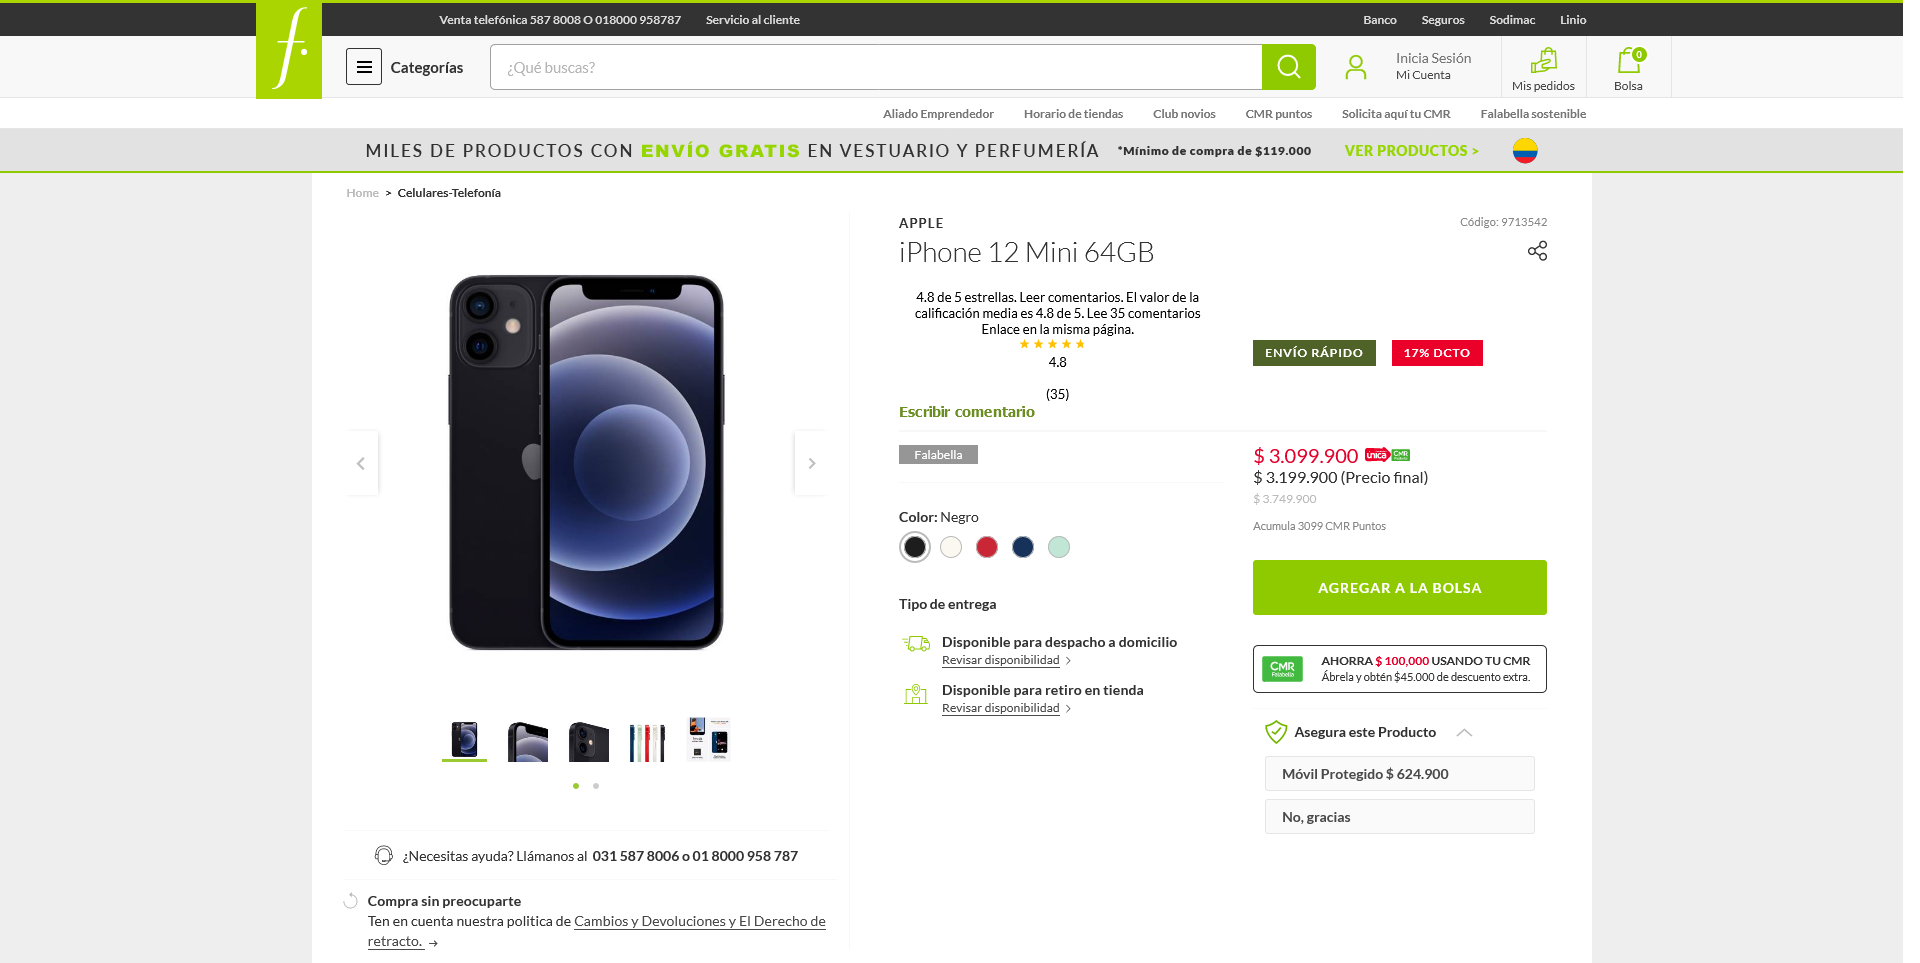 Venta telefónica 587 8008 O 018000 958787 Servicio al cliente Banco Seguros Sodimac Linio
f.
Categorías
¿Qué buscas?
Inicia Sesión
Mi Cuenta
Mis pedidos
0
Bolsa
Aliado Emprendedor Horario de tiendas Club novios CMR puntos Solicita aquí tu CMR Falabella sostenible
MILES DE PRODUCTOS CON ENVÍO GRATIS EN VESTUARIO Y PERFUMERÍA *Mínimo de compra de $119.000 VER PRODUCTOS >
Home > Celulares-Telefonía
APPLE
Código: 9713542
iPhone 12 Mini 64GB
4.8 de 5 estrellas. Leer comentarios. El valor de la
calificación media es 4.8 de 5. Lee 35 comentarios
Enlace en la misma página.
4.8
(35)
Escribir comentario
ENVÍO RÁPIDO 17% DCTO
Falabella
$ 3.099.900 unica CMR
$ 3.199.900 (Precio final)
$ 3.749.900
Acumula 3099 CMR Puntos
Color: Negro
AGREGAR A LA BOLSA
Tipo de entrega
Disponible para despacho a domicilio
Revisar disponibilidad >
Disponible para retiro en tienda
Revisar disponibilidad >
CMR
Falabella
AHORRA $ 100,000 USANDO TU CMR
Ábrela y obtén $45.000 de descuento extra.
Asegura este Producto
Móvil Protegido $ 624.900
No, gracias
¿Necesitas ayuda? Llámanos al 031 587 8006 o 01 8000 958 787
Compra sin preocuparte
Ten en cuenta nuestra politica de Cambios y Devoluciones y El Derecho de
retracto. →